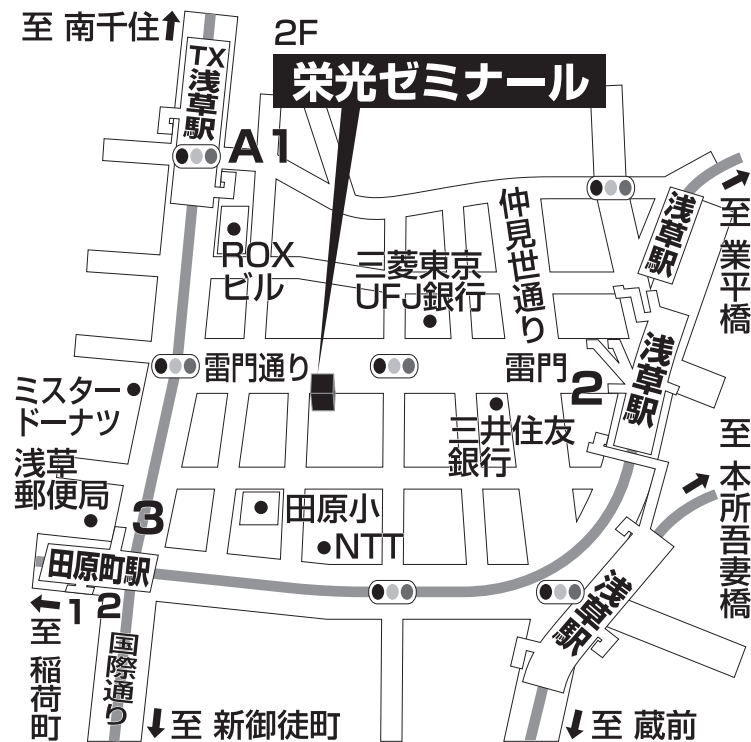 至 南千住
2F
栄光ゼミナール
TX
浅草駅
A1
ROX
ビル
三菱東京
UFJ銀行
仲見世通り
浅草駅
至 業平橋
雷門通り
雷門
2
浅草駅
ミスター
ドーナツ
三井住友
銀行
至 本所吾妻橋
浅草
郵便局
3
田原小
NTT
田原町駅
1 2
至 稲荷町
国際通り
浅草駅
至 新御徒町
至 蔵前